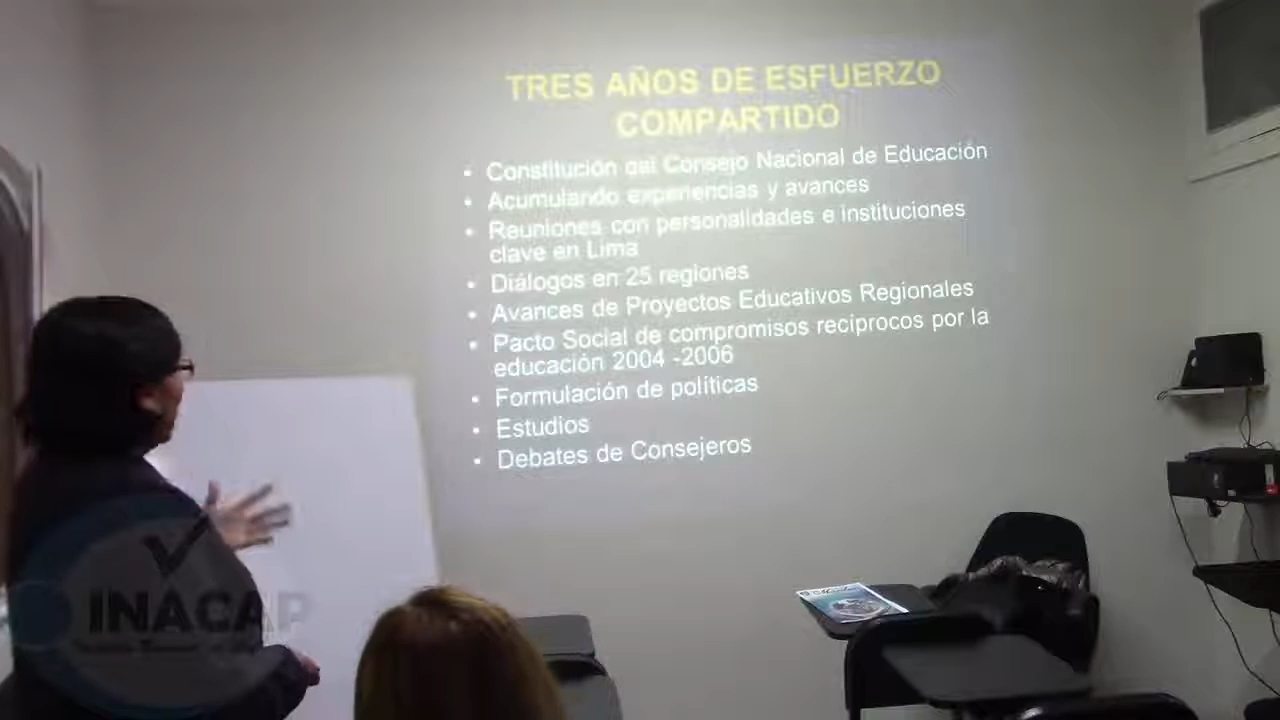 TRES AÑOS DE ESFUERZO
COMPARTIDO
• Constitución del Consejo Nacional de Educación
• Acumulando experiencias y avances
• Reuniones con personalidades e instituciones
clave en Lima
• Diálogos en 25 regiones
• Avances de Proyectos Educativos Regionales
• Pacto Social de compromisos recíprocos por la
educación 2004 -2006
• Formulación de políticas
• Estudios
• Debates de Consejeros
INACAP